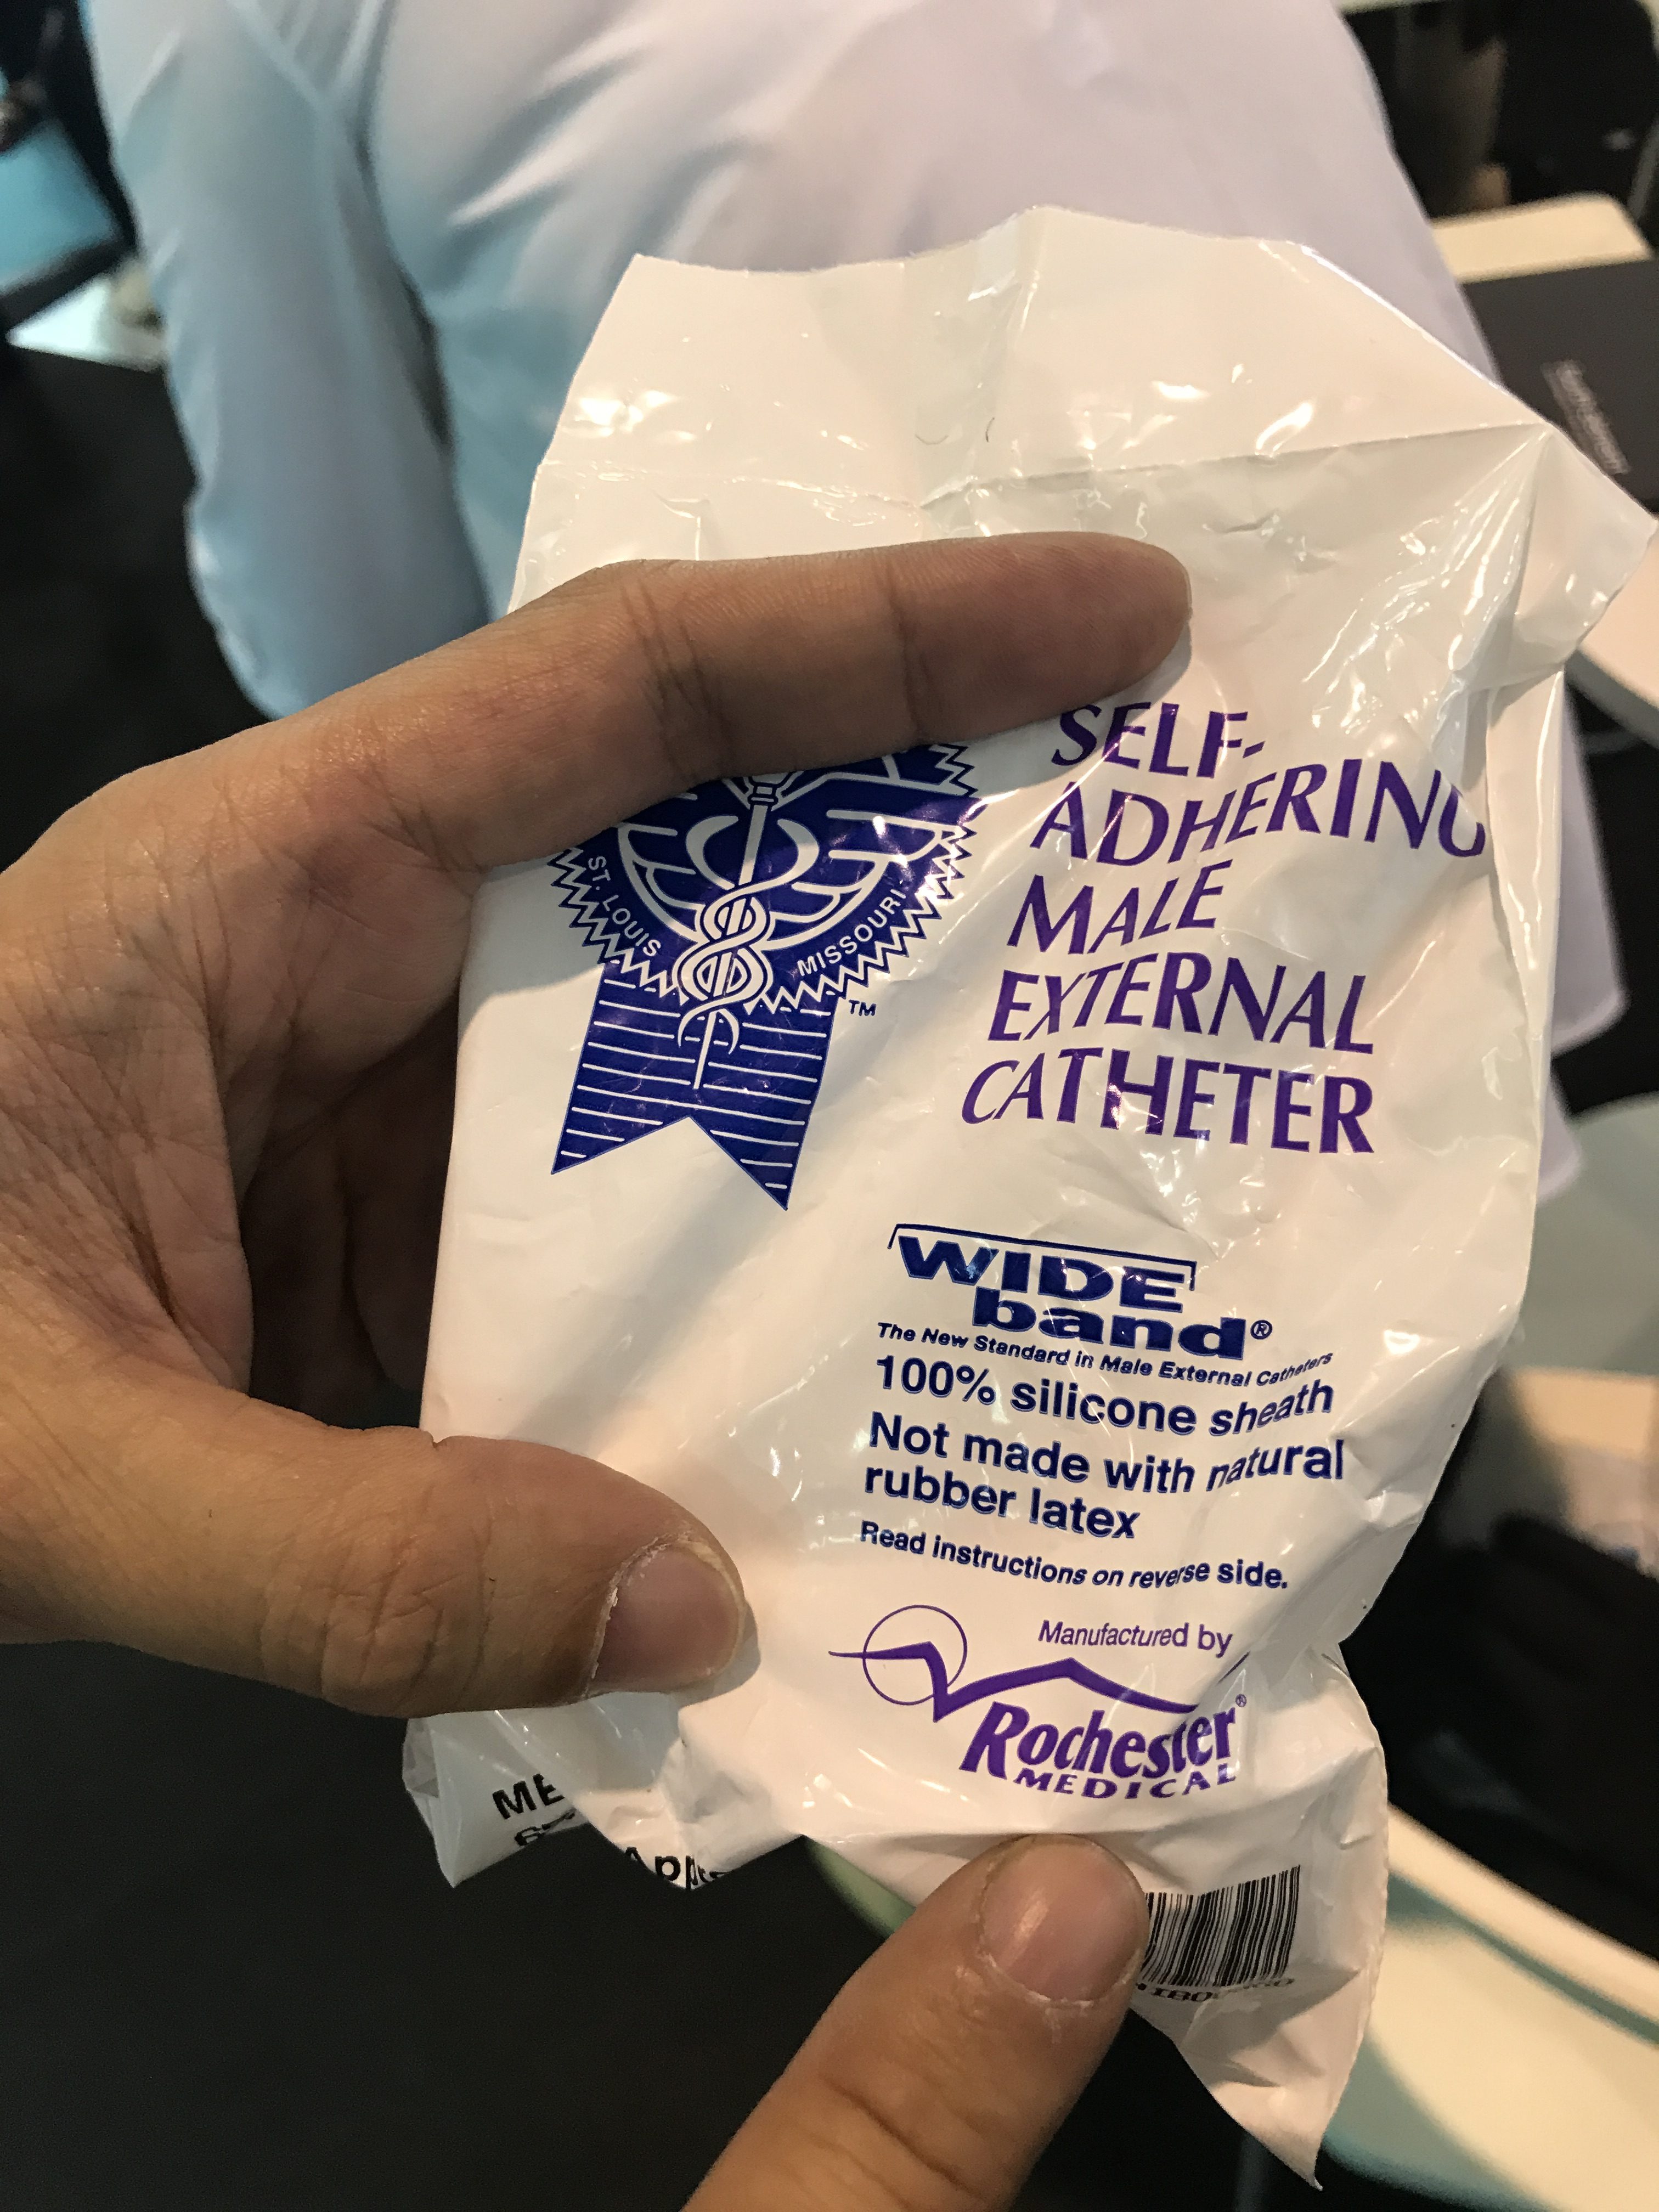 SELF-
ADHERING
MALE
EXTERNAL
CATHETER
ST. LOUIS
MISSOURI
TM
WIDE
band®
The New Standard in Male External Catheters
100% silicone sheath
Not made with natural
rubber latex
Read instructions on reverse side.
Manufactured by
Rochester®
MEDICAL